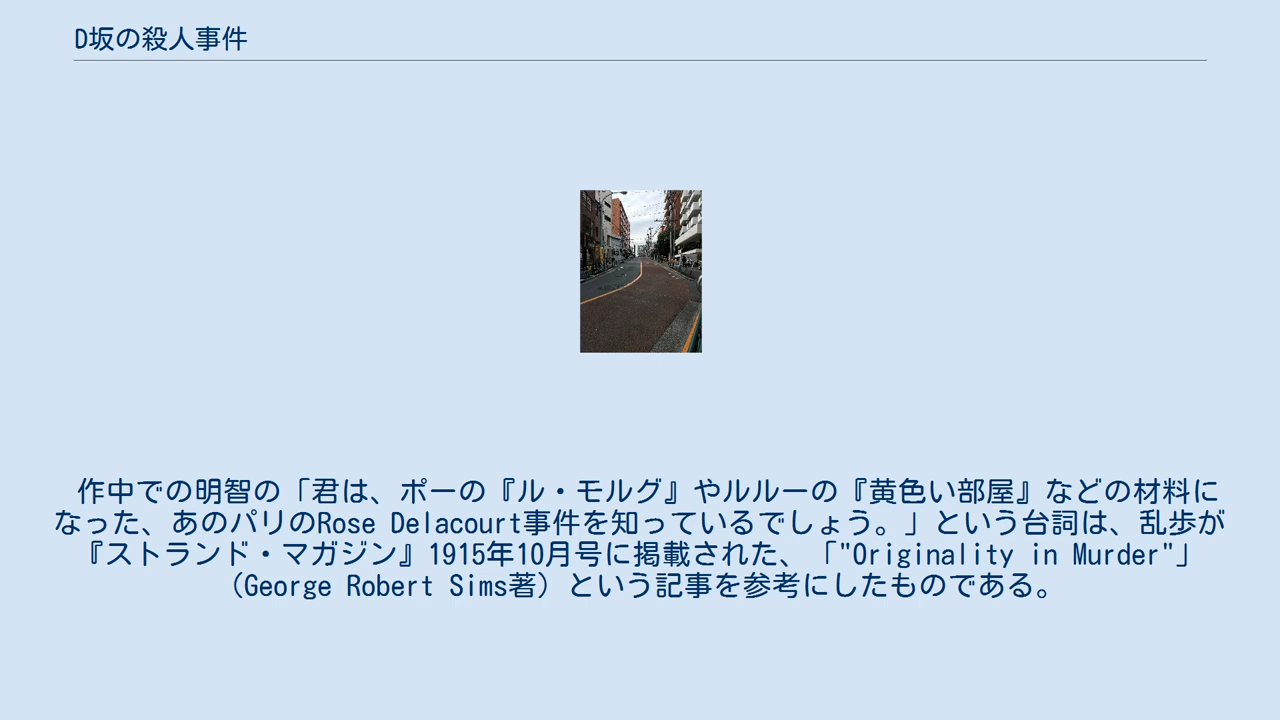 D坂の殺人事件
作中での明智の「君は、ポーの『ル・モルグ』やルルーの『黄色い部屋』などの材料に
なった、あのパリのRose Delacourt事件を知っているでしょう。」という台詞は、乱歩が
『ストランド・マガジン』1915年10月号に掲載された、「"Originality in Murder"」
（George Robert Sims著）という記事を参考にしたものである。